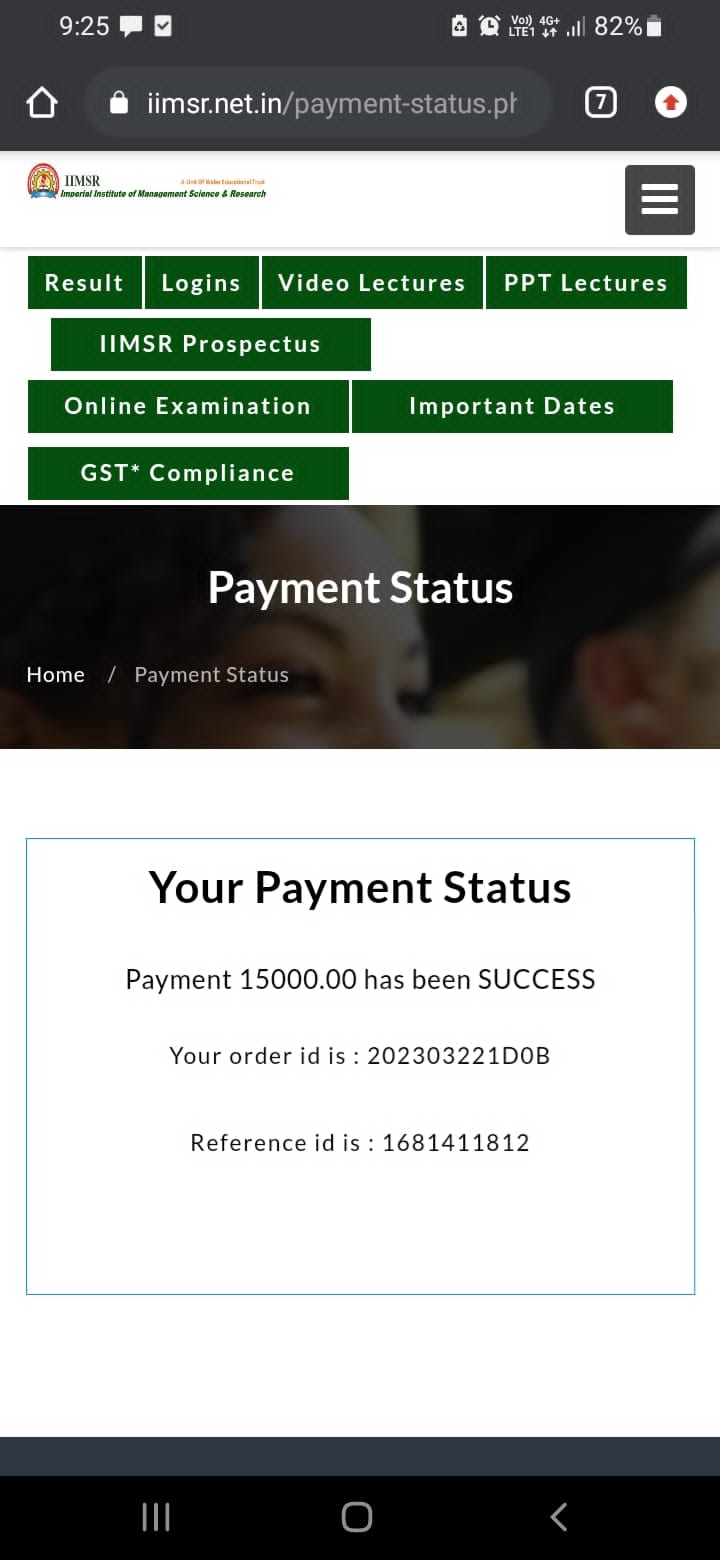 9:25
Vo)) 4G+ 82%
LTE1
iimsr.net.in/payment-status.ph
7
IIMSR
A Unit Of Wider Educational Trust
Imperial Institute of Management Science & Research
Result Logins Video Lectures PPT Lectures
IIMSR Prospectus
Online Examination Important Dates
GST* Compliance
Payment Status
Home / Payment Status
Your Payment Status
Payment 15000.00 has been SUCCESS
Your order id is : 202303221D0B
Reference id is : 1681411812